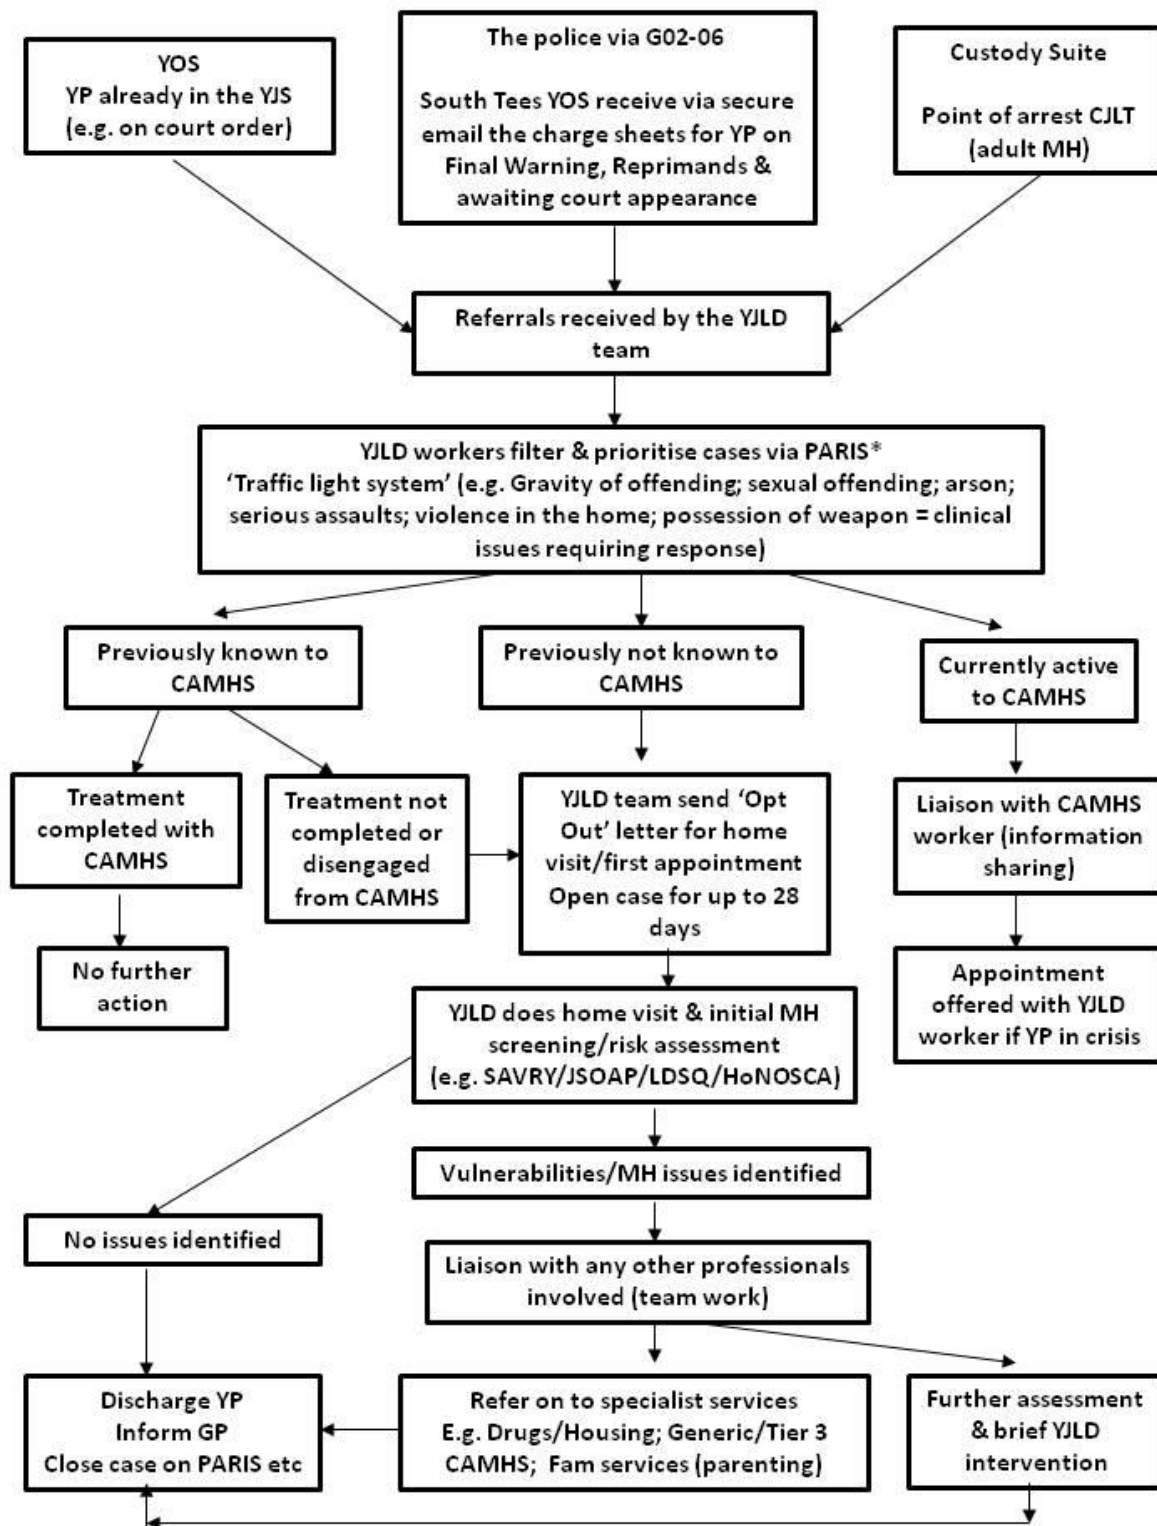 YOS
YP already in the YJS
(e.g. on court order)
The police via G02-06
South Tees YOS receive via secure
email the charge sheets for YP on
Final Warning, Reprimands &
awaiting court appearance
Custody Suite
Point of arrest CJLT
(adult MH)
Referrals received by the YJLD
team
YJLD workers filter & prioritise cases via PARIS*
‘Traffic light system’ (e.g. Gravity of offending; sexual offending; arson;
serious assaults; violence in the home; possession of weapon = clinical
issues requiring response)
Previously known to
CAMHS
Previously not known to
CAMHS
Currently active
to CAMHS
Treatment
completed with
CAMHS
Treatment not
completed or
disengaged
from CAMHS
YJLD team send ‘Opt
Out’ letter for home
visit/first appointment
Open case for up to 28
days
Liaison with CAMHS
worker (information
sharing)
No further
action
Appointment
offered with YJLD
worker if YP in crisis
YJLD does home visit & initial MH
screening/risk assessment
(e.g. SAVRY/JSOAP/LDSQ/HoNOSCA)
Vulnerabilities/MH issues identified
No issues identified
Liaison with any other professionals
involved (team work)
Discharge YP
Inform GP
Close case on PARIS etc
Refer on to specialist services
E.g. Drugs/Housing; Generic/Tier 3
CAMHS; Fam services (parenting)
Further assessment
& brief YJLD
intervention